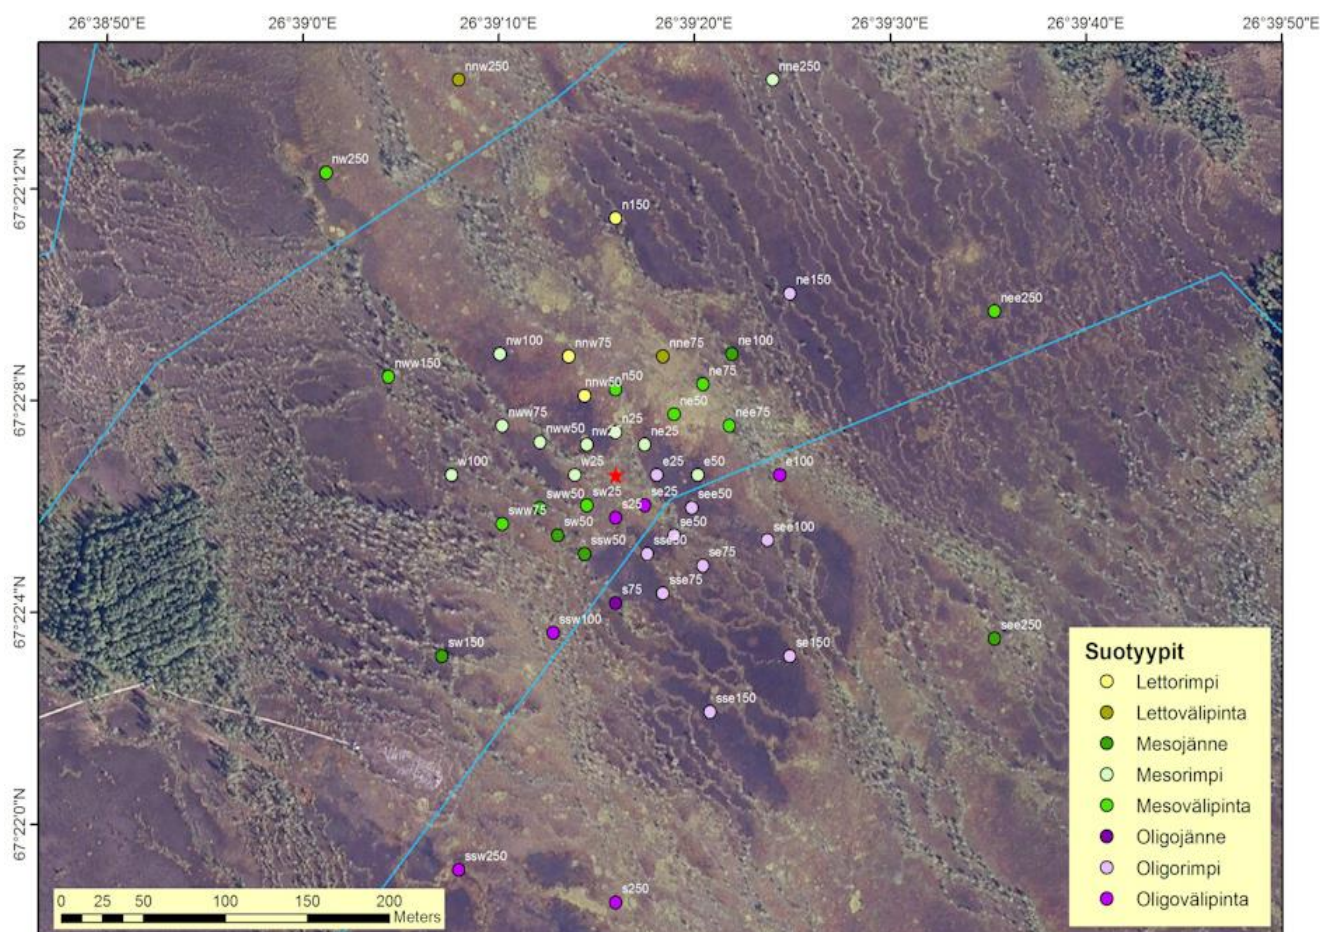 26°38'50"E 26°39'0"E 26°39'10"E 26°39'20"E 26°39'30"E 26°39'40"E 26°39'50"E
nnw250 nne250
nw250
67°22'12"N
n150
ne150
nee250
nw100 nnw75 nne75 ne100
nww150 n50 ne75
67°22'8"N
nnw50 ne50
nww75 n25 nee75
nww50 nw25 ne25
w100 w25 e25 e50 e100
sww50 sw25 se25 see50
sww75 s25
sw50 se50 see100
ssw50 sse50 se75
sse75
67°22'4"N
s75
ssw100 see250
sw150 se150
sse150
67°22'0"N
ssw250
s250
Suotyypit
Lettorimpi
Lettovälipinta
Mesojänne
Mesorimpi
Mesovälipinta
Oligojänne
Oligorimpi
Oligovälipinta
0 25 50 100 150 200
Meters